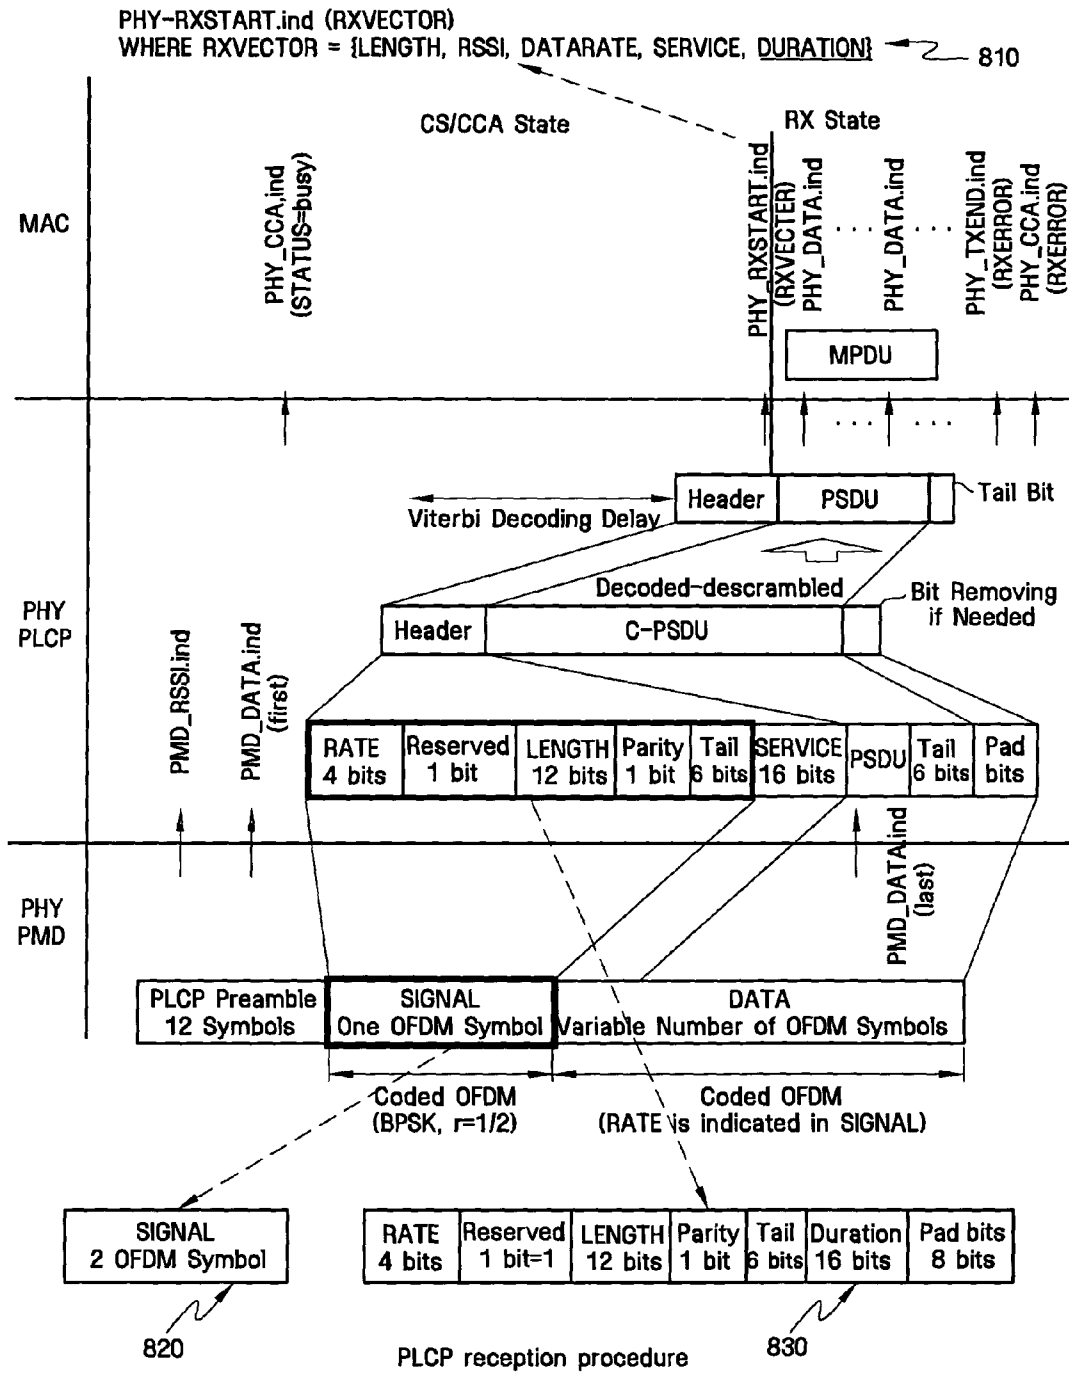 PHY-RXSTART.ind (RXVECTOR)
WHERE RXVECTOR = {LENGTH, RSSI, DATARATE, SERVICE, DURATION}
810
CS/CCA State
RX State
MAC
PHY_CCA,ind
(STATUS=busy)
PHY_RXSTART.ind
(RXVECTER)
PHY_DATA.ind
. . . .
PHY_DATA.ind
. . .
PHY_TXEND.ind
(RXERROR)
PHY_CCA.ind
(RXERROR)
MPDU
. . . .
. . .
Header
PSDU
Tail Bit
Viterbi Decoding Delay
Decoded-descrambled
Bit Removing
if Needed
PHY
PLCP
Header
C-PSDU
PMD_RSSI.ind
PMD_DATA.ind
(first)
RATE
4 bits
Reserved
1 bit
LENGTH
12 bits
Parity
1 bit
Tail
6 bits
SERVICE
16 bits
PSDU
Tail
6 bits
Pad
bits
PHY
PMD
PMD_DATA.ind
(last)
PLCP Preamble
12 Symbols
SIGNAL
One OFDM Symbol
DATA
Variable Number of OFDM Symbols
Coded OFDM
(BPSK, r=1/2)
Coded OFDM
(RATE is indicated in SIGNAL)
SIGNAL
2 OFDM Symbol
820
RATE
4 bits
Reserved
1 bit=1
LENGTH
12 bits
Parity
1 bit
Tail
6 bits
Duration
16 bits
Pad bits
8 bits
830
PLCP reception procedure